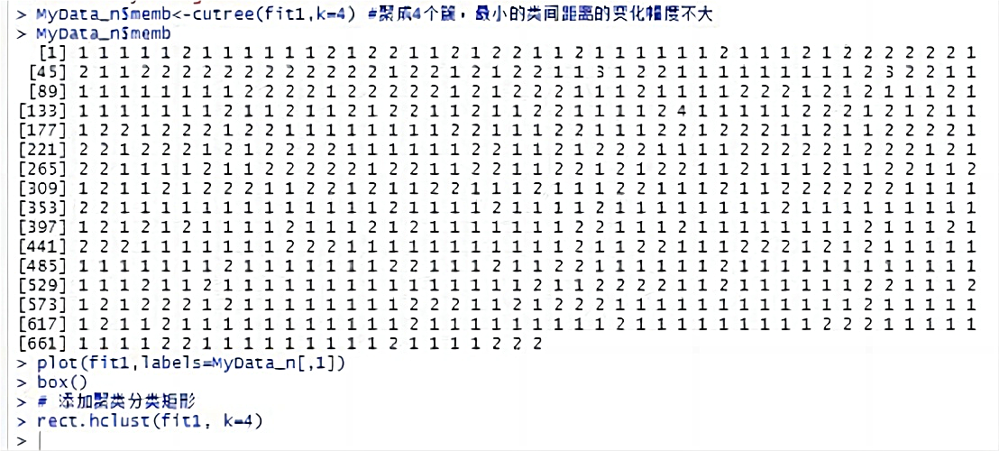 > MyData_n$memb<-cutree(fit1,k=4) #聚成4个簇，最小的类间距离的变化幅度不大
> MyData_n$memb
[1] 1 1 1 1 1 2 1 1 1 1 1 1 2 1 2 2 1 1 2 1 2 2 1 1 2 1 1 1 1 1 1 2 1 1 1 2 1 2 2 2 2 2 2 1
[45] 2 1 1 2 2 2 2 2 2 2 2 2 2 2 1 2 2 1 2 1 2 2 1 1 3 1 2 2 1 1 1 1 1 1 1 1 1 2 3 2 2 1 1
[89] 1 1 1 1 1 1 1 1 2 2 2 2 1 2 2 2 2 2 1 2 1 2 2 1 1 1 2 1 1 1 1 2 2 2 1 2 1 2 1 1 1 2 1
[133] 1 1 1 1 1 1 1 2 1 1 2 1 1 2 1 2 2 1 1 2 1 1 2 2 1 1 1 1 2 4 1 1 1 1 1 2 2 2 1 2 1 2 1 1
[177] 1 2 2 1 2 2 2 1 2 2 1 1 1 1 1 1 1 1 2 2 1 1 1 2 2 1 1 1 2 2 1 2 2 2 1 1 2 1 1 2 2 2 2 1
[221] 2 2 1 2 2 2 1 2 1 2 2 2 2 1 1 1 1 1 1 2 2 1 1 2 1 2 2 2 1 1 1 1 2 2 2 2 2 1 2 2 1 1 2 1
[265] 2 2 1 1 1 1 2 1 1 2 2 2 2 2 1 2 2 1 1 1 2 2 1 1 2 2 1 2 1 2 2 1 1 2 1 1 2 1 1 2 1 1 1 2
[309] 1 2 1 1 2 1 2 2 2 1 1 2 2 1 2 1 1 2 2 1 1 1 2 1 1 1 2 2 1 1 1 2 1 1 2 2 2 2 2 2 1 1 1 1
[353] 2 2 1 1 1 1 1 1 1 1 1 1 1 1 2 1 1 1 1 2 1 1 1 1 2 1 1 1 1 1 1 1 1 2 1 1 1 1 1 1 1 1 1
[397] 1 2 1 2 1 2 1 1 1 1 2 1 1 1 2 1 2 1 1 1 1 1 1 1 2 2 1 1 1 2 1 1 1 1 1 1 1 1 2 1 1 1 2 1
[441] 2 2 2 1 1 1 1 1 1 1 2 2 2 1 1 1 1 1 1 1 1 1 1 1 2 1 1 2 2 1 1 1 2 2 2 1 2 1 2 1 1 1
[485] 1 1 1 1 1 1 1 2 1 1 1 1 1 1 1 2 2 1 1 1 2 1 1 2 2 1 1 1 1 1 1 2 1 1 1 1 1 1 1 1 1 1 1 1
[529] 1 1 1 2 1 1 2 1 1 1 1 1 1 1 1 1 1 1 1 1 1 1 2 1 1 2 2 2 2 1 1 2 1 1 1 1 1 1 1 2 2 1 1 1 2
[573] 1 2 1 2 2 2 1 2 2 1 1 1 1 1 1 1 2 2 2 1 1 2 1 2 2 2 1 1 1 1 1 1 1 1 1 1 1 1 2 1 1 1 1 1
[617] 1 2 1 1 2 1 1 1 1 1 1 1 1 1 1 1 2 1 1 1 1 1 1 1 1 1 2 1 1 1 1 1 1 1 1 1 2 2 2 1 1 1 1 1
[661] 1 1 1 1 2 2 1 1 1 1 1 1 1 1 1 2 1 1 1 1 2 2 2
> plot(fit1,labels=MyData_n[,1])
> box()
> # 添加聚类分类矩形
> rect.hclust(fit1, k=4)
>